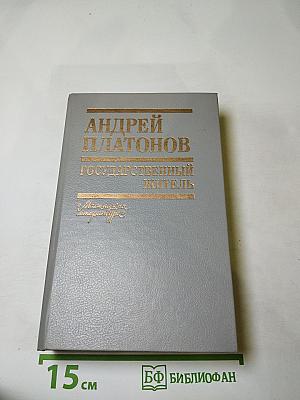 АНДРЕЙ
ПЛАТОНОВ
ГОСУДАРСТВЕННЫЙ
ЖИТЕЛЬ
15 см
БФ БИБЛИОФАН